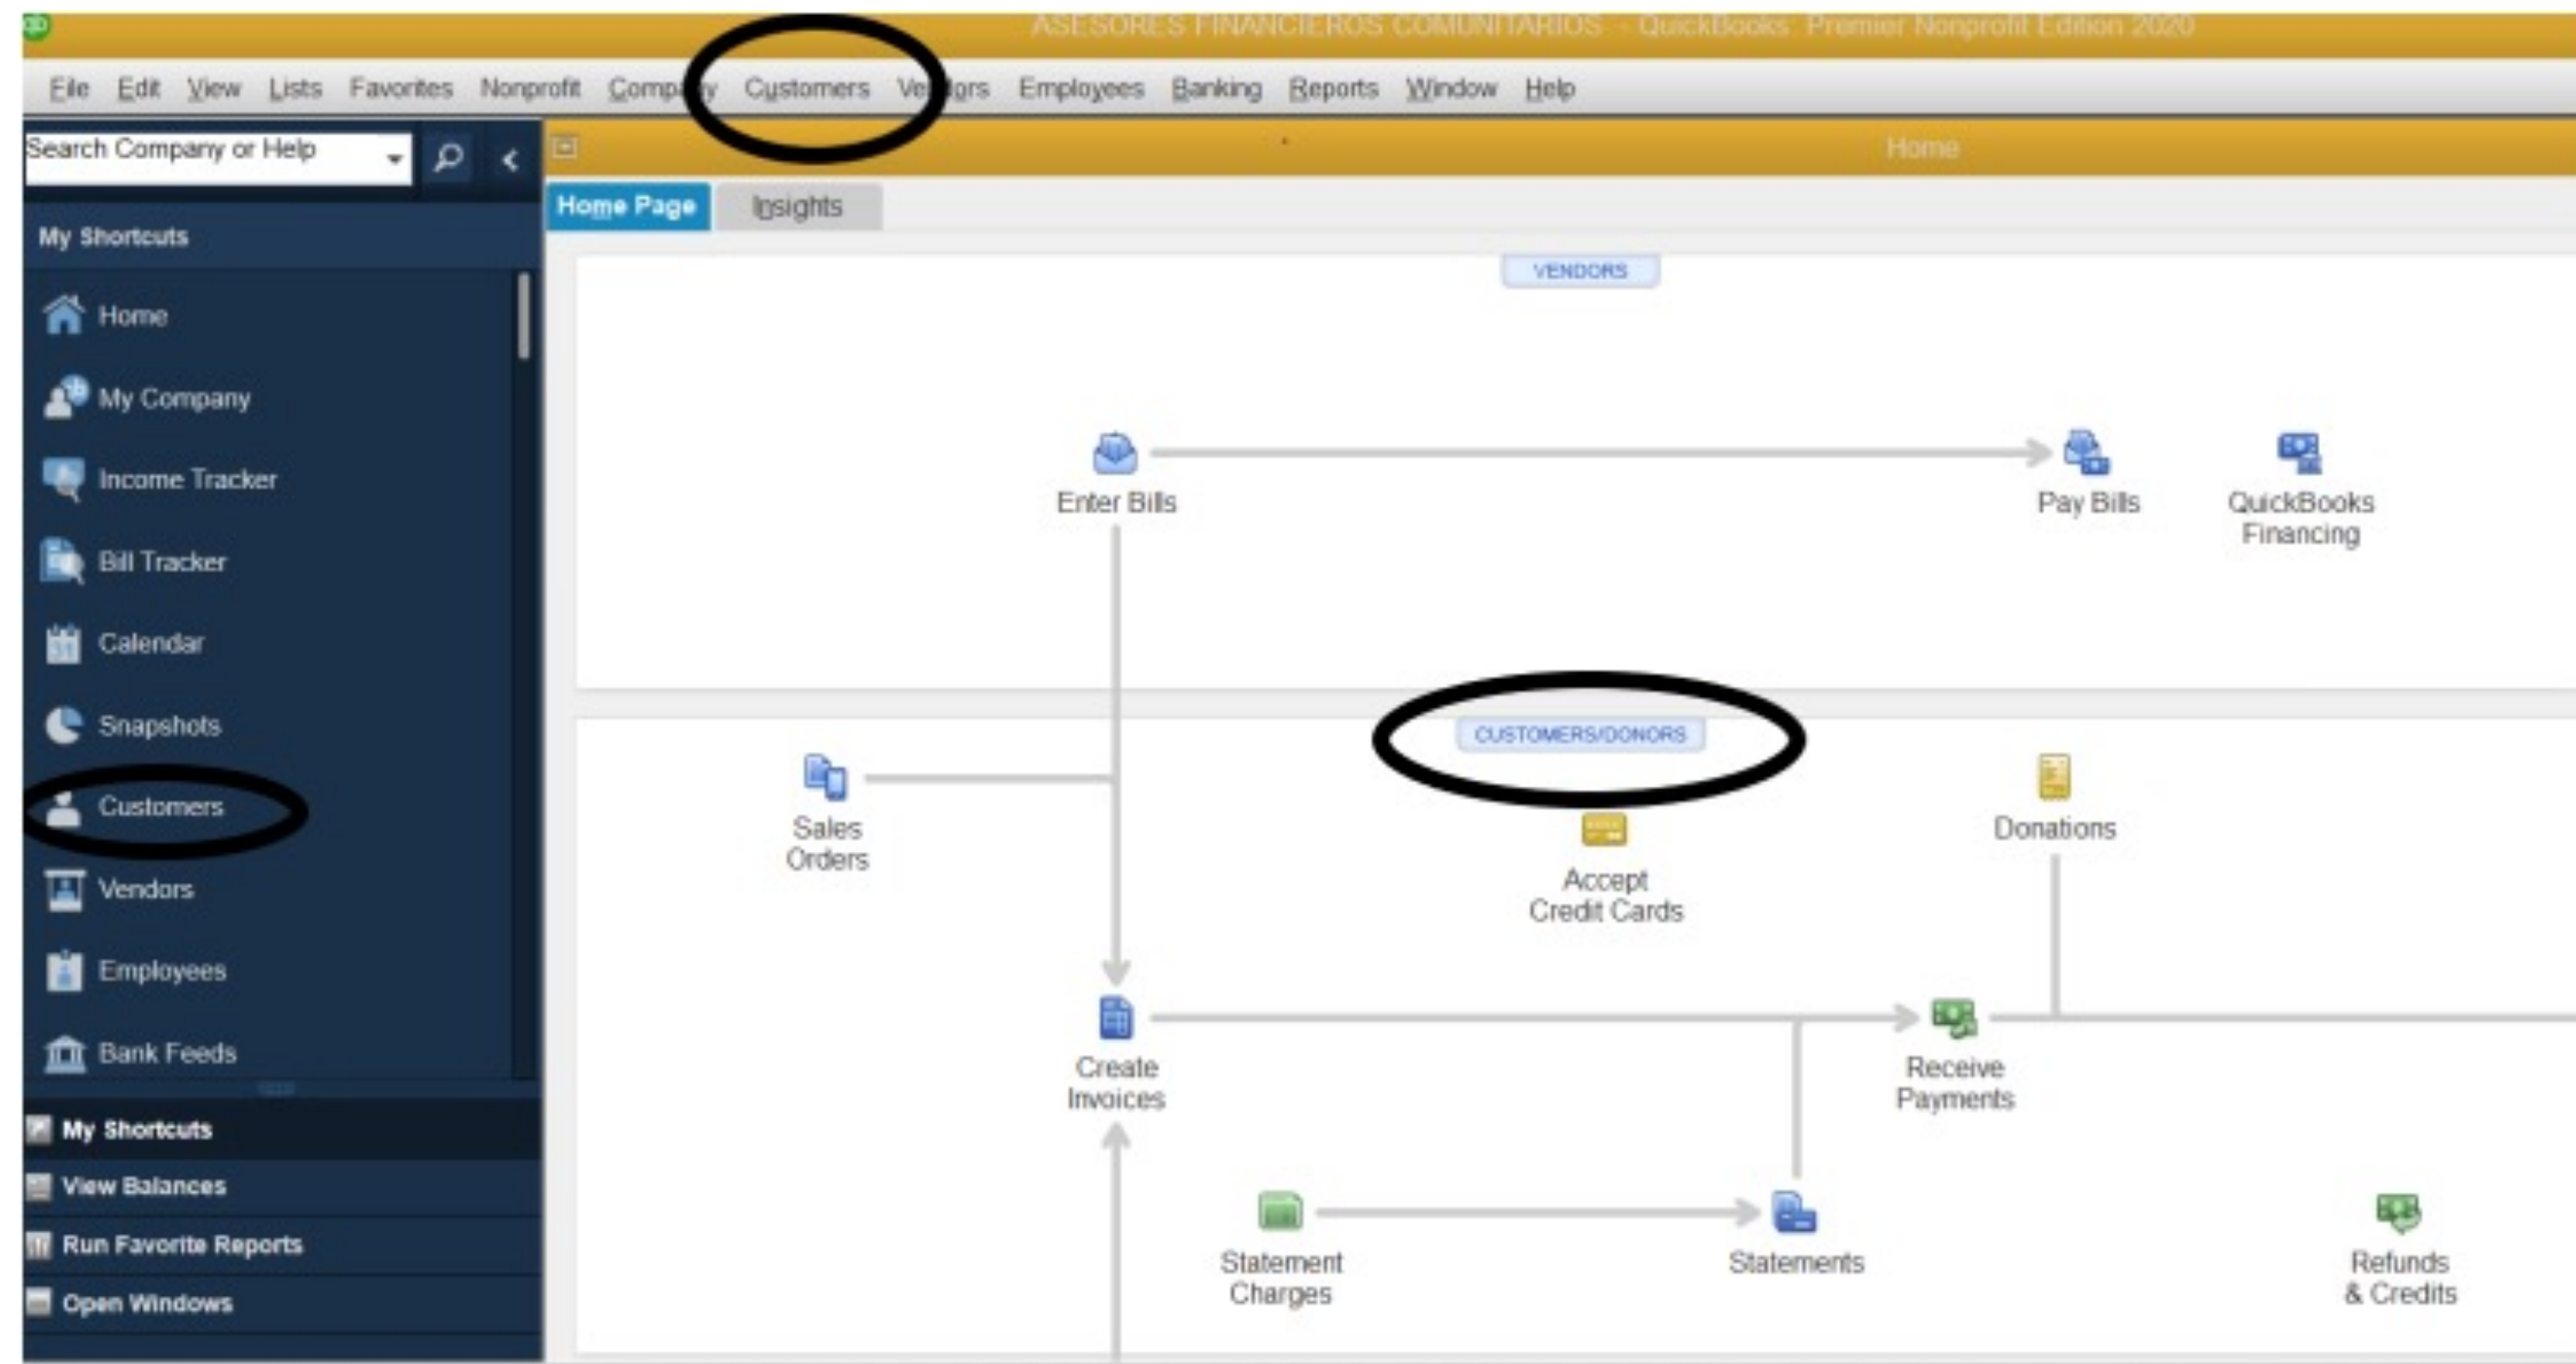 ASESORES FINANCIEROS COMUNITARIOS - QuickBooks Premier Nonprofit Edition 2020
File Edit View Lists Favorites Nonprofit Company Customers Vendors Employees Banking Reports Window Help
Search Company or Help
Home
Home Page Insights
My Shortcuts
Home
My Company
Income Tracker
Bill Tracker
Calendar
Snapshots
Customers
Vendors
Employees
Bank Feeds
My Shortcuts
View Balances
Run Favorite Reports
Open Windows
VENDORS
Enter Bills
Pay Bills
QuickBooks
Financing
CUSTOMERS/DONORS
Sales
Orders
Accept
Credit Cards
Donations
Create
Invoices
Receive
Payments
Statement
Charges
Statements
Refunds
& Credits